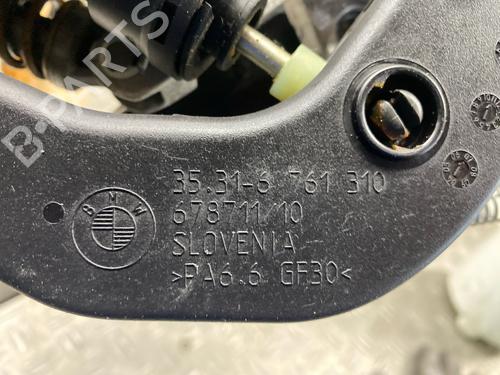 B-PARTS
BMW
35.31-6 761 310
678711/10
SLOVENIA
>PA6.6 GF30<